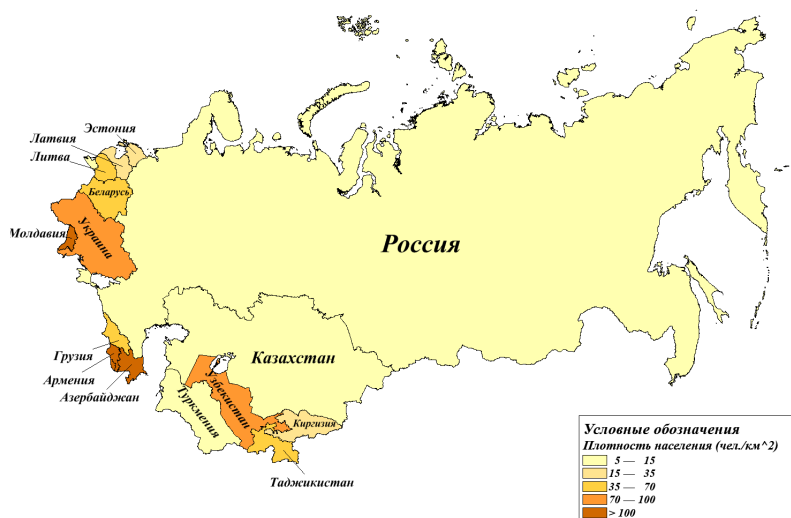 Эстония
Латвия
Литва
Беларусь
Украина
Молдавия
Россия
Грузия
Армения
Азербайджан
Казахстан
Узбекистан
Туркмения
Киргизия
Таджикистан
Условные обозначения
Плотность населения (чел./км^2)
5 — 15
15 — 35
35 — 70
70 — 100
> 100